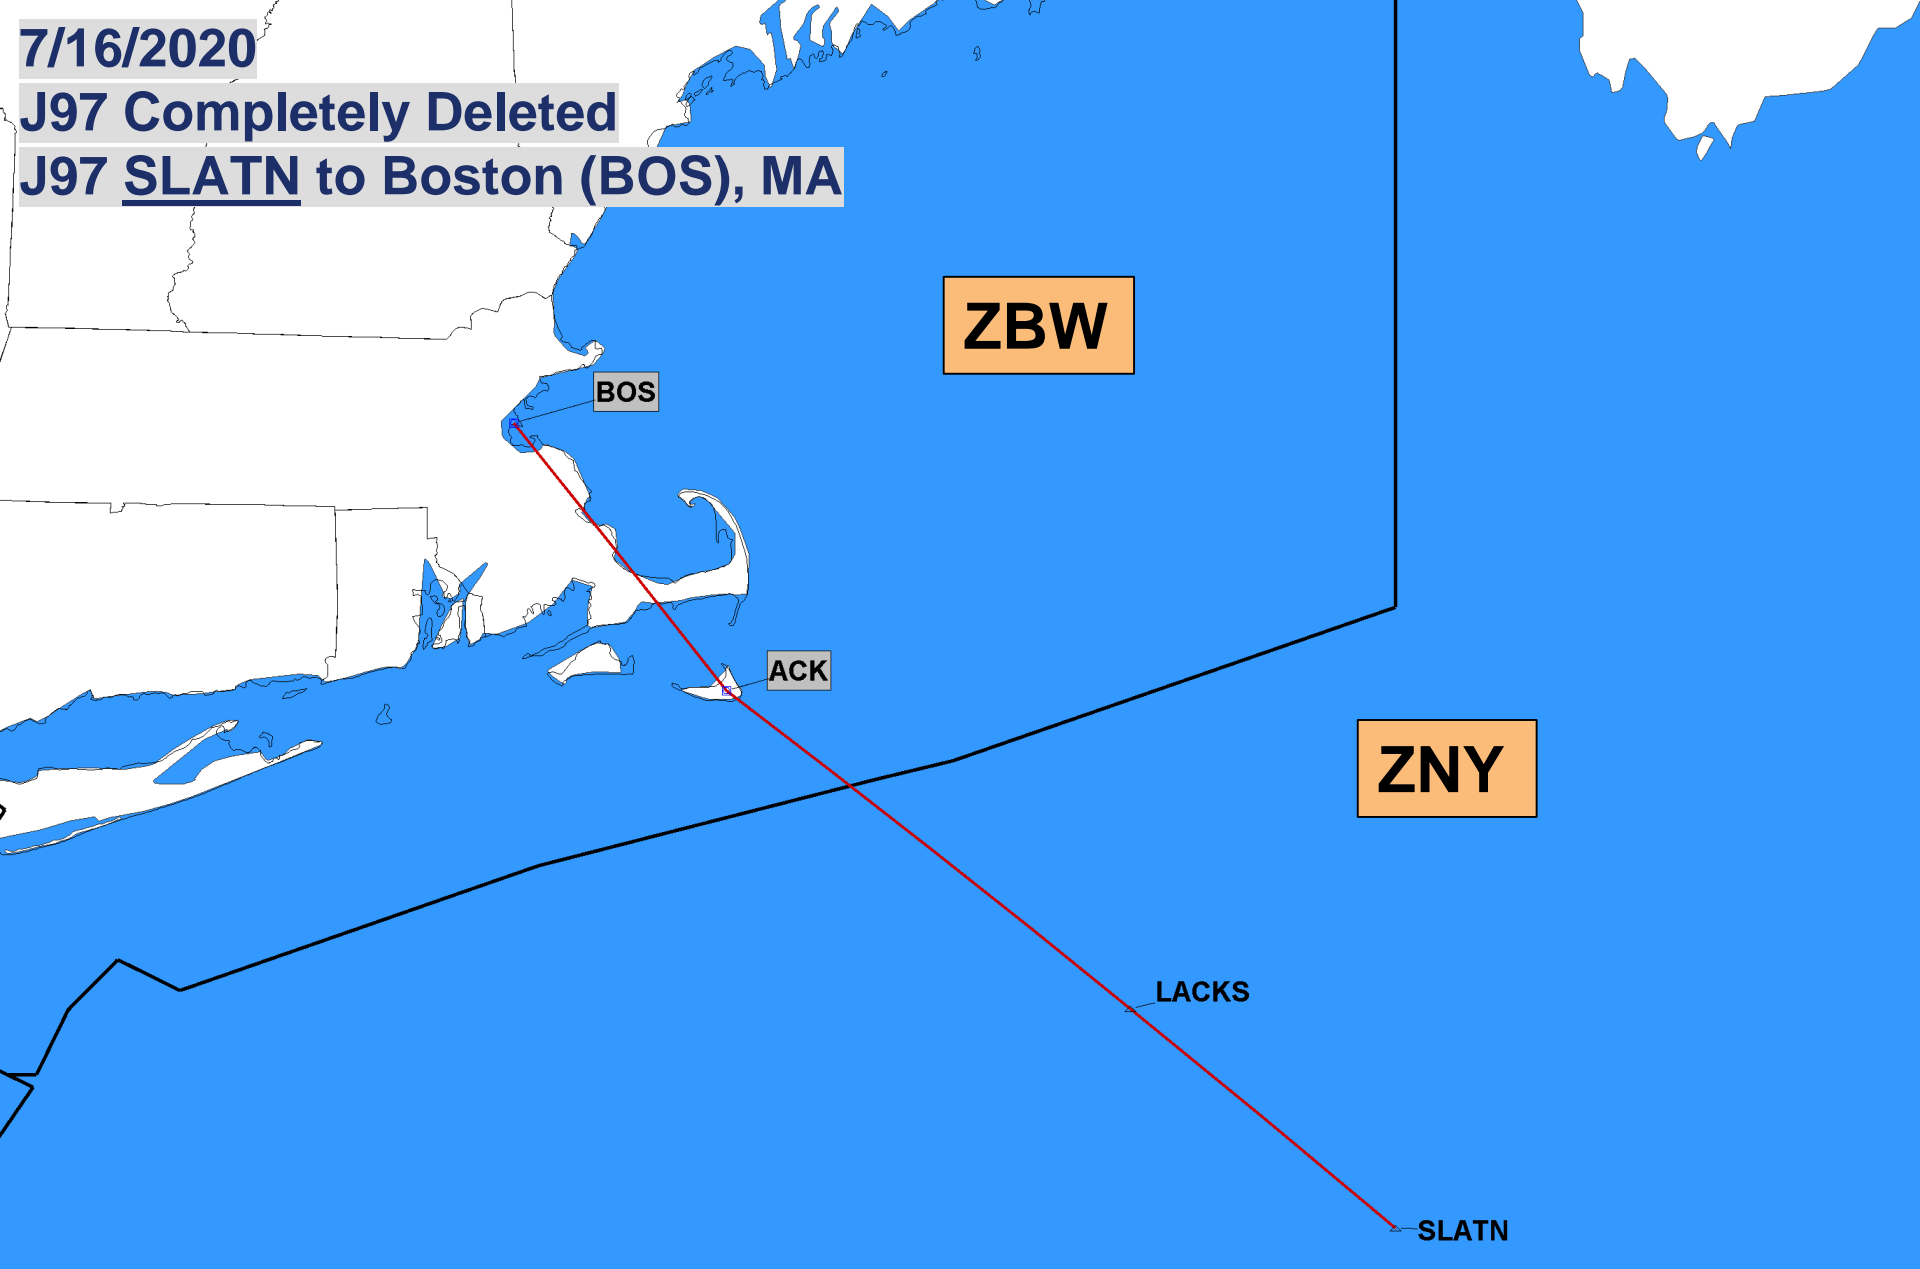 7/16/2020
J97 Completely Deleted
J97 SLATN to Boston (BOS), MA
ZBW
BOS
ACK
ZNY
LACKS
SLATN